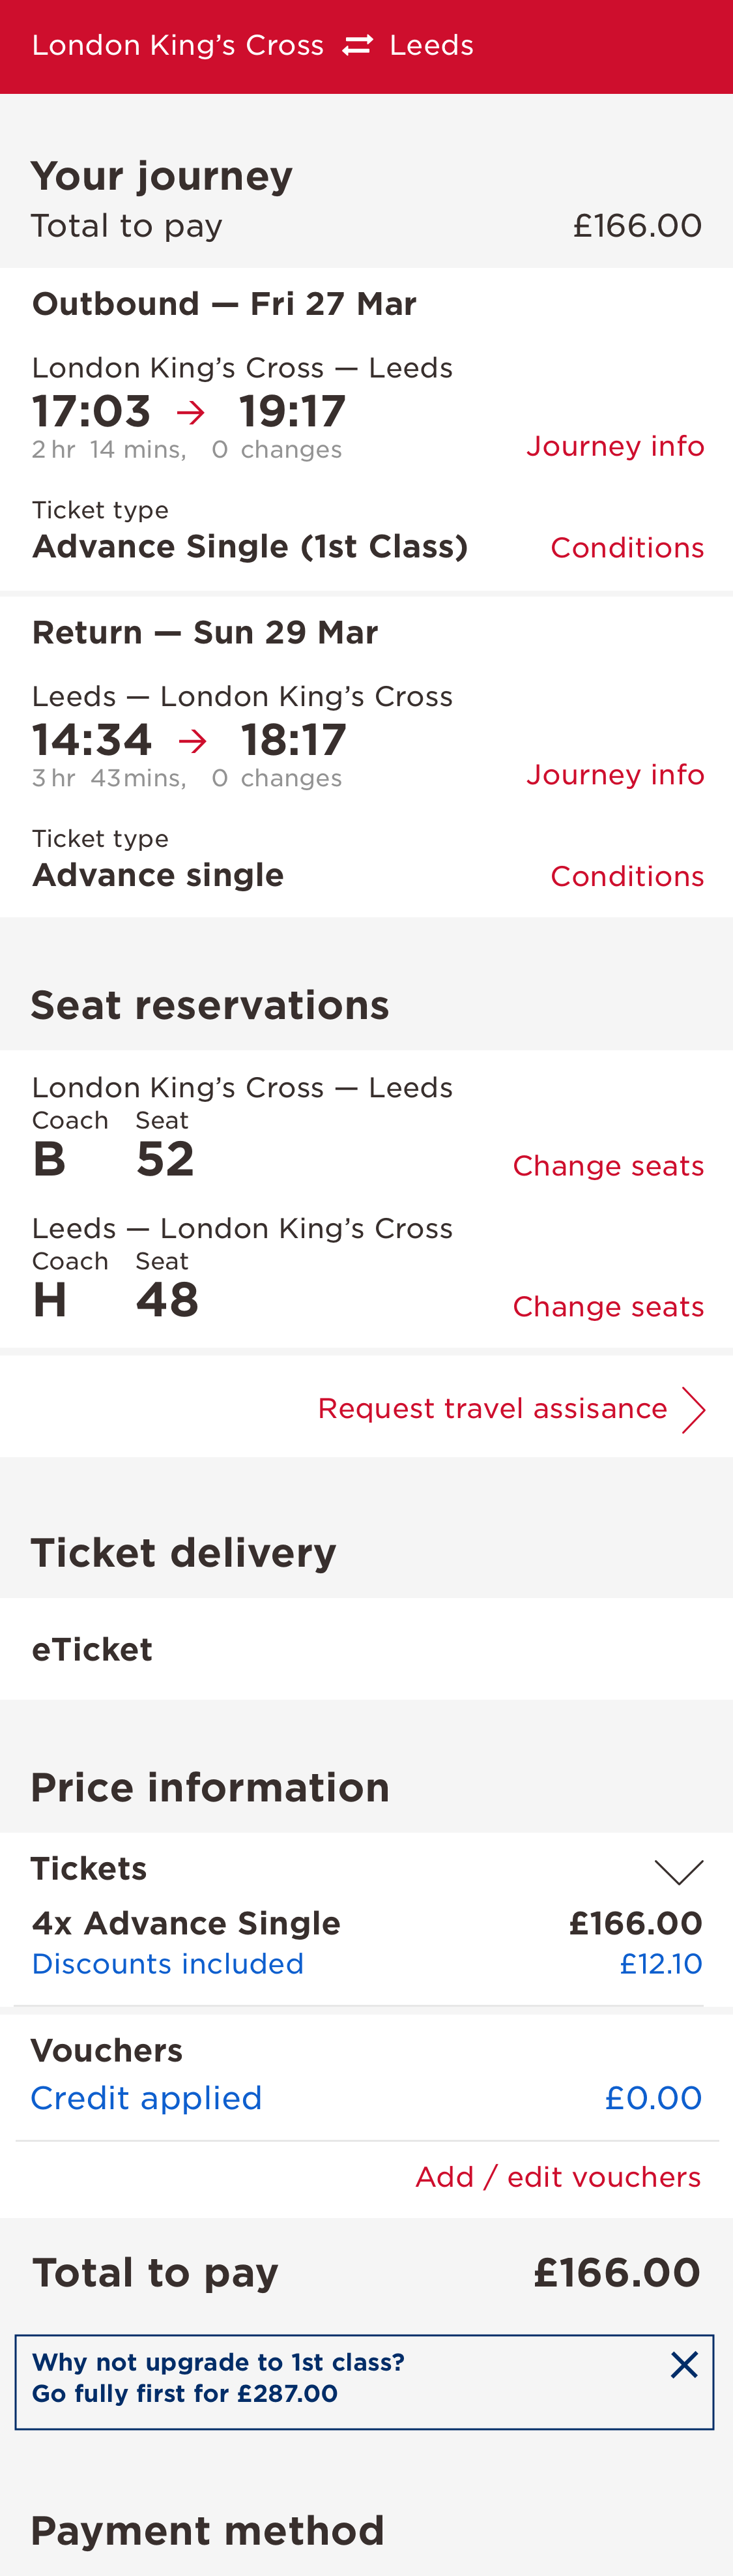 London King’s Cross ⇄ Leeds
Your journey
Total to pay £166.00
Outbound — Fri 27 Mar
London King’s Cross — Leeds
17:03 → 19:17
2 hr 14 mins, 0 changes Journey info
Ticket type
Advance Single (1st Class) Conditions
Return — Sun 29 Mar
Leeds — London King’s Cross
14:34 → 18:17
3 hr 43mins, 0 changes Journey info
Ticket type
Advance single Conditions
Seat reservations
London King’s Cross — Leeds
Coach Seat
B 52 Change seats
Leeds — London King’s Cross
Coach Seat
H 48 Change seats
Request travel assisance
Ticket delivery
eTicket
Price information
Tickets
4x Advance Single £166.00
Discounts included £12.10
Vouchers
Credit applied £0.00
Add / edit vouchers
Total to pay £166.00
Why not upgrade to 1st class?
Go fully first for £287.00
Payment method